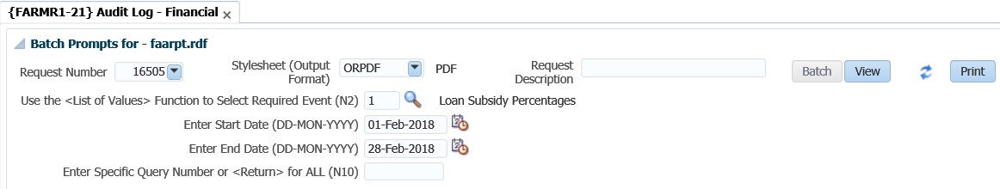 {FARMR1-21} Audit Log - Financial
Batch Prompts for - faarpt.rdf
Request Number 16505 Stylesheet (Output Format) ORPDF PDF Request Description Batch View Print
Use the <List of Values> Function to Select Required Event (N2) 1 Loan Subsidy Percentages
Enter Start Date (DD-MON-YYYY) 01-Feb-2018
Enter End Date (DD-MON-YYYY) 28-Feb-2018
Enter Specific Query Number or <Return> for ALL (N10)